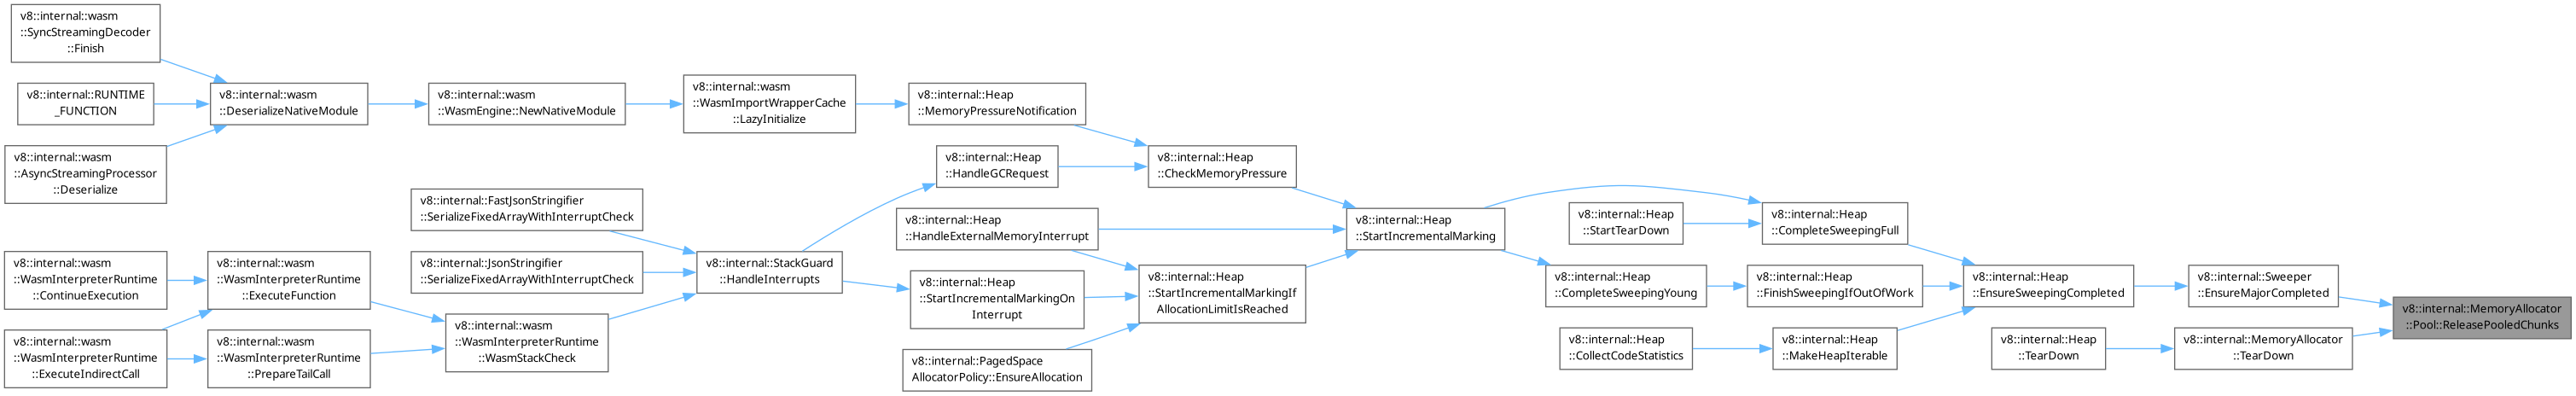 v8::internal::wasm
::SyncStreamingDecoder
::Finish
v8::internal::RUNTIME
_FUNCTION
v8::internal::wasm
::AsyncStreamingProcessor
::Deserialize
v8::internal::wasm
::DeserializeNativeModule
v8::internal::wasm
::WasmEngine::NewNativeModule
v8::internal::wasm
::WasmImportWrapperCache
::LazyInitialize
v8::internal::Heap
::MemoryPressureNotification
v8::internal::Heap
::HandleGCRequest
v8::internal::Heap
::CheckMemoryPressure
v8::internal::FastJsonStringifier
::SerializeFixedArrayWithInterruptCheck
v8::internal::JsonStringifier
::SerializeFixedArrayWithInterruptCheck
v8::internal::wasm
::WasmInterpreterRuntime
::ContinueExecution
v8::internal::wasm
::WasmInterpreterRuntime
::ExecuteFunction
v8::internal::wasm
::WasmInterpreterRuntime
::ExecuteIndirectCall
v8::internal::wasm
::WasmInterpreterRuntime
::PrepareTailCall
v8::internal::wasm
::WasmInterpreterRuntime
::WasmStackCheck
v8::internal::StackGuard
::HandleInterrupts
v8::internal::Heap
::HandleExternalMemoryInterrupt
v8::internal::Heap
::StartIncrementalMarkingOn
Interrupt
v8::internal::PagedSpace
AllocatorPolicy::EnsureAllocation
v8::internal::Heap
::StartIncrementalMarkingIf
AllocationLimitIsReached
v8::internal::Heap
::StartIncrementalMarking
v8::internal::Heap
::StartTearDown
v8::internal::Heap
::CompleteSweepingFull
v8::internal::Heap
::CompleteSweepingYoung
v8::internal::Heap
::FinishSweepingIfOutOfWork
v8::internal::Heap
::CollectCodeStatistics
v8::internal::Heap
::MakeHeapIterable
v8::internal::Heap
::EnsureSweepingCompleted
v8::internal::Sweeper
::EnsureMajorCompleted
v8::internal::Heap
::TearDown
v8::internal::MemoryAllocator
::TearDown
v8::internal::MemoryAllocator
::Pool::ReleasePooledChunks